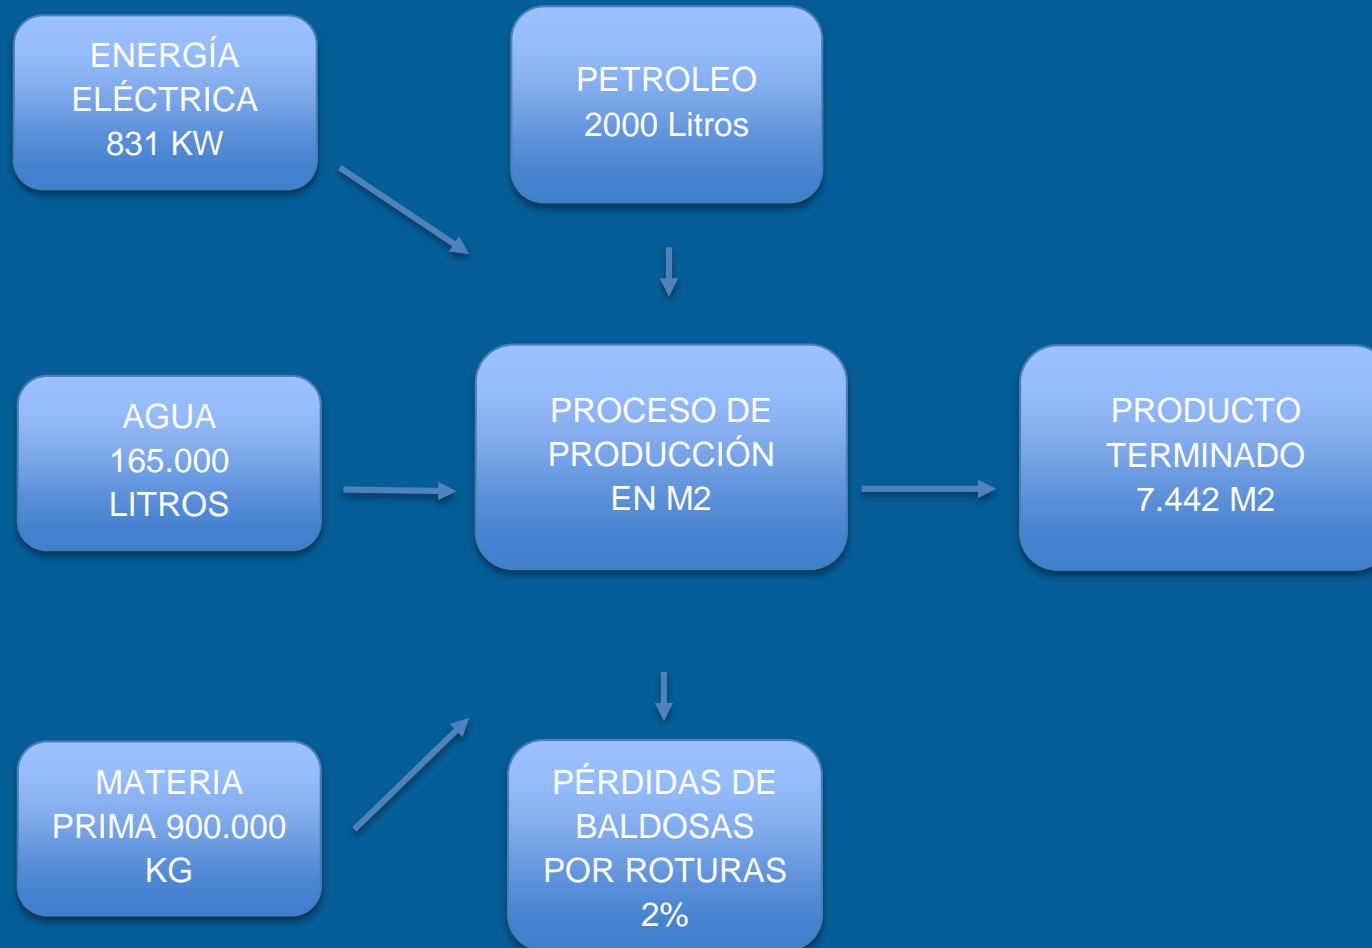 ENERGÍA
ELÉCTRICA
831 KW
PETROLEO
2000 Litros
AGUA
165.000
LITROS
PROCESO DE
PRODUCCIÓN
EN M2
PRODUCTO
TERMINADO
7.442 M2
MATERIA
PRIMA 900.000
KG
PÉRDIDAS DE
BALDOSAS
POR ROTURAS
2%